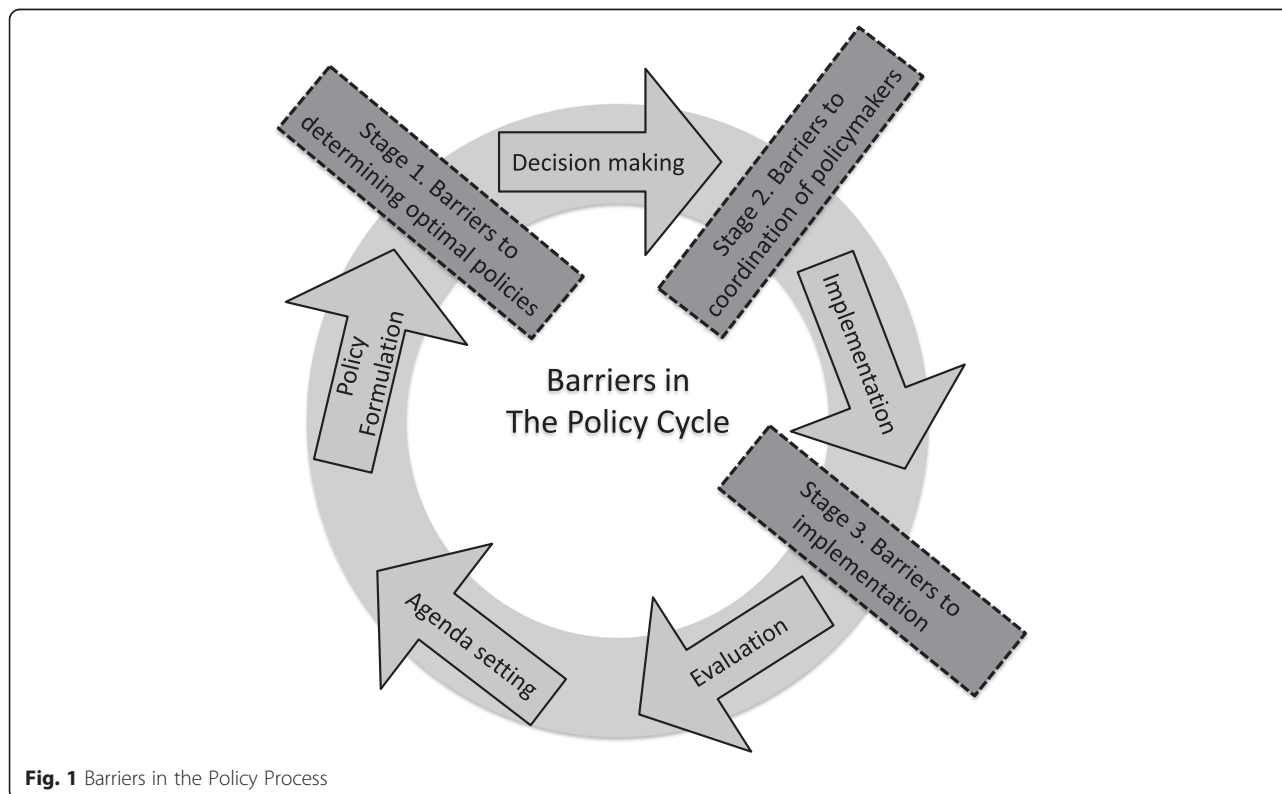 Stage 1. Barriers to
determining optimal policies
Decision making
Stage 2. Barriers to
coordination of policymakers
Implementation
Policy
Formulation
Barriers in
The Policy Cycle
Stage 3. Barriers to
implementation
Agenda setting
Evaluation
Fig. 1 Barriers in the Policy Process